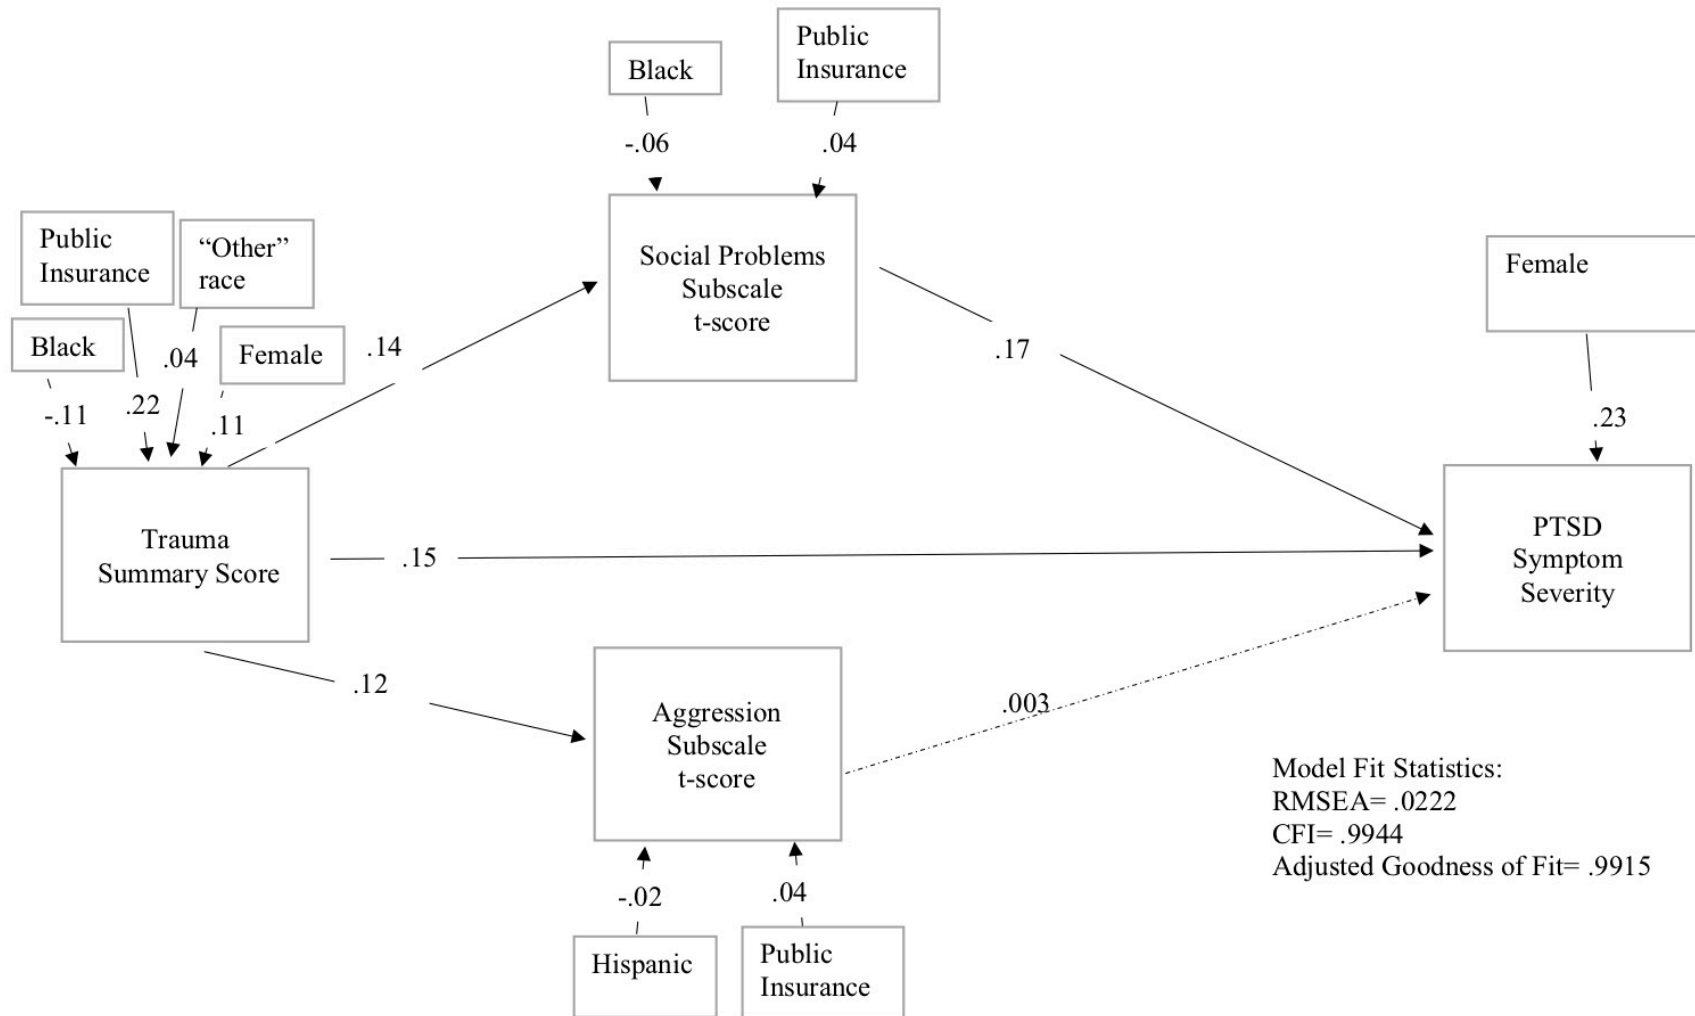 Black
Public
Insurance
-.06
.04
Public
Insurance
“Other”
race
Black
Female
-.11
.22
.04
.11
.14
Social Problems
Subscale
t-score
.17
Female
.23
Trauma
Summary Score
.15
PTSD
Symptom
Severity
.12
Aggression
Subscale
t-score
.003
Model Fit Statistics:
RMSEA= .0222
CFI= .9944
Adjusted Goodness of Fit= .9915
-.02
.04
Hispanic
Public
Insurance